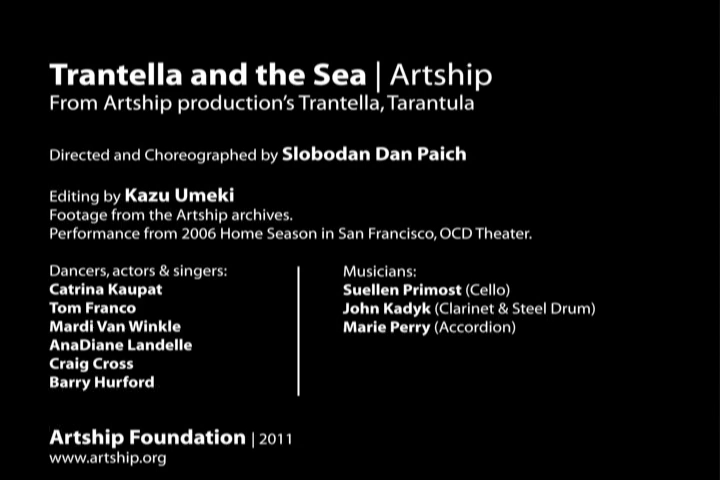 Trantella and the Sea | Artship
From Artship production's Trantella, Tarantula
Directed and Choreographed by Slobodan Dan Paich
Editing by Kazu Umeki
Footage from the Artship archives.
Performance from 2006 Home Season in San Francisco, OCD Theater.
Dancers, actors & singers:
Catrina Kaupat
Tom Franco
Mardi Van Winkle
AnaDiane Landelle
Craig Cross
Barry Hurford
Musicians:
Suellen Primost (Cello)
John Kadyk (Clarinet & Steel Drum)
Marie Perry (Accordion)
Artship Foundation | 2011
www.artship.org